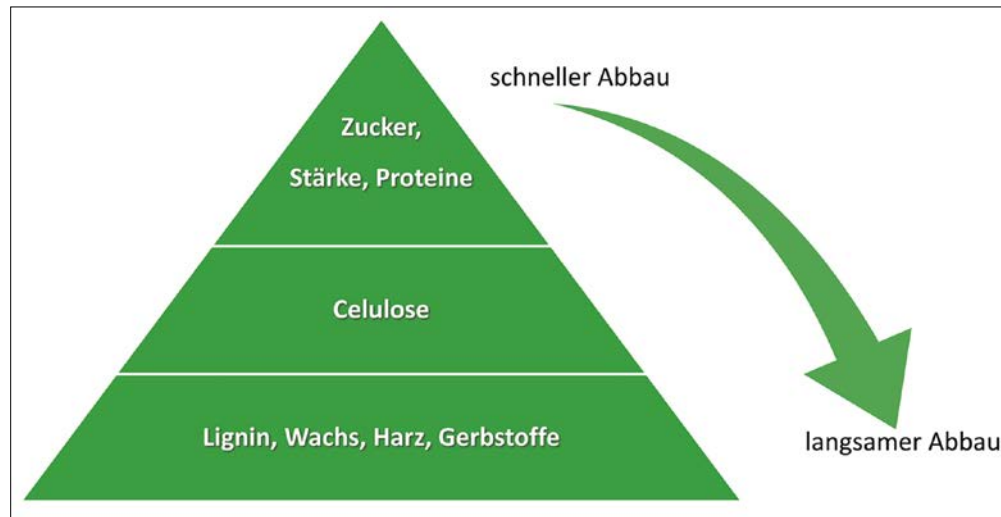 schneller Abbau
Zucker,
Stärke, Proteine
Celulose
Lignin, Wachs, Harz, Gerbstoffe
langsamer Abbau